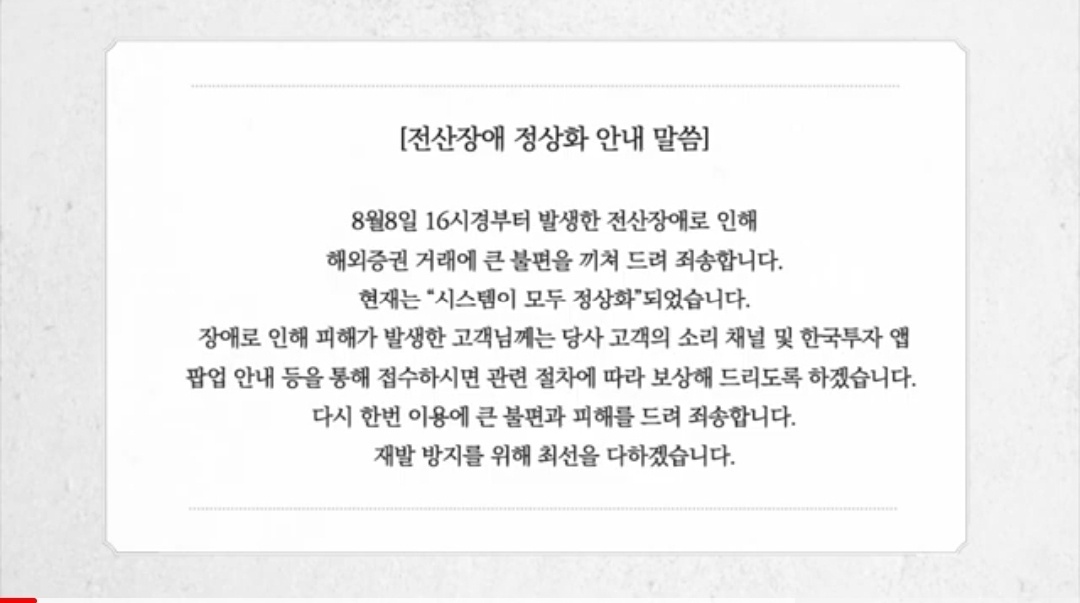 [전산장애 정상화 안내 말씀]
8월8일 16시경부터 발생한 전산장애로 인해
해외증권 거래에 큰 불편을 끼쳐 드려 죄송합니다.
현재는 “시스템이 모두 정상화”되었습니다.
장애로 인해 피해가 발생한 고객님께는 당사 고객의 소리 채널 및 한국투자 앱
팝업 안내 등을 통해 접수하시면 관련 절차에 따라 보상해 드리도록 하겠습니다.
다시 한번 이용에 큰 불편과 피해를 드려 죄송합니다.
재발 방지를 위해 최선을 다하겠습니다.